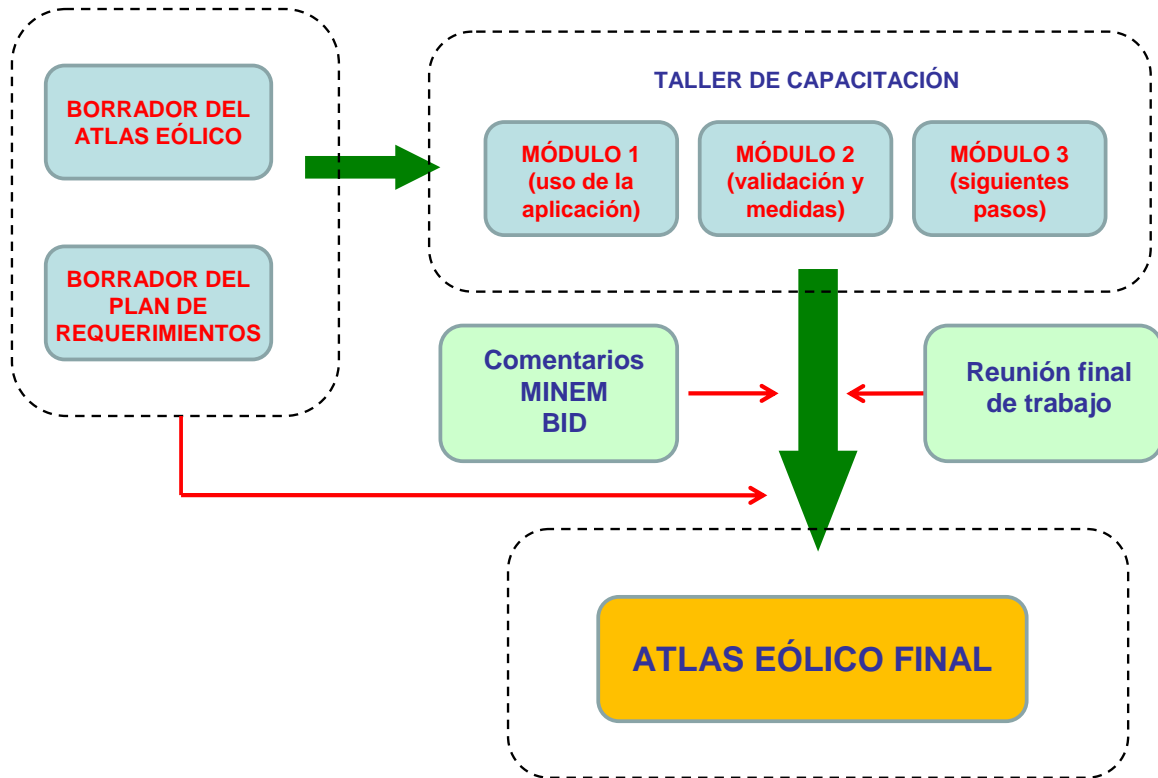 BORRADOR DEL
ATLAS EÓLICO
BORRADOR DEL
PLAN DE
REQUERIMIENTOS
TALLER DE CAPACITACIÓN
MÓDULO 1
(uso de la
aplicación)
MÓDULO 2
(validación y
medidas)
MÓDULO 3
(siguientes
pasos)
Comentarios
MINEM
BID
Reunión final
de trabajo
ATLAS EÓLICO FINAL